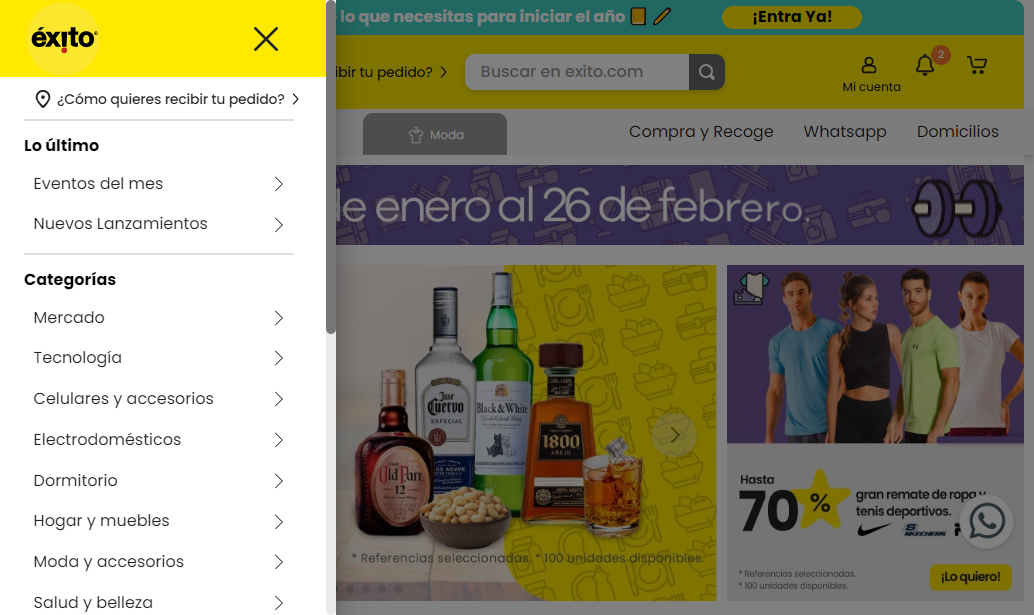 éxito
¿Cómo quieres recibir tu pedido?
Lo último
Eventos del mes
Nuevos Lanzamientos
Categorías
Mercado
Tecnología
Celulares y accesorios
Electrodomésticos
Dormitorio
Hogar y muebles
Moda y accesorios
Salud y belleza
lo que necesitas para iniciar el año
¡Entra Ya!
ibir tu pedido?
Buscar en exito.com
Mi cuenta
2
Moda
Compra y Recoge
Whatsapp
Domicilios
de enero al 26 de febrero.
Old Parr
12
Jose
Cuervo
ESPECIAL
BLUE AGAVE
Black & White
1800
AÑEJO
* Referencias seleccionadas. * 100 unidades disponibles.
Hasta
70 %
gran remate de ropa y
tenis deportivos.
SKECHERS
* Referencias seleccionadas.
* 100 unidades disponibles.
¡Lo quiero!